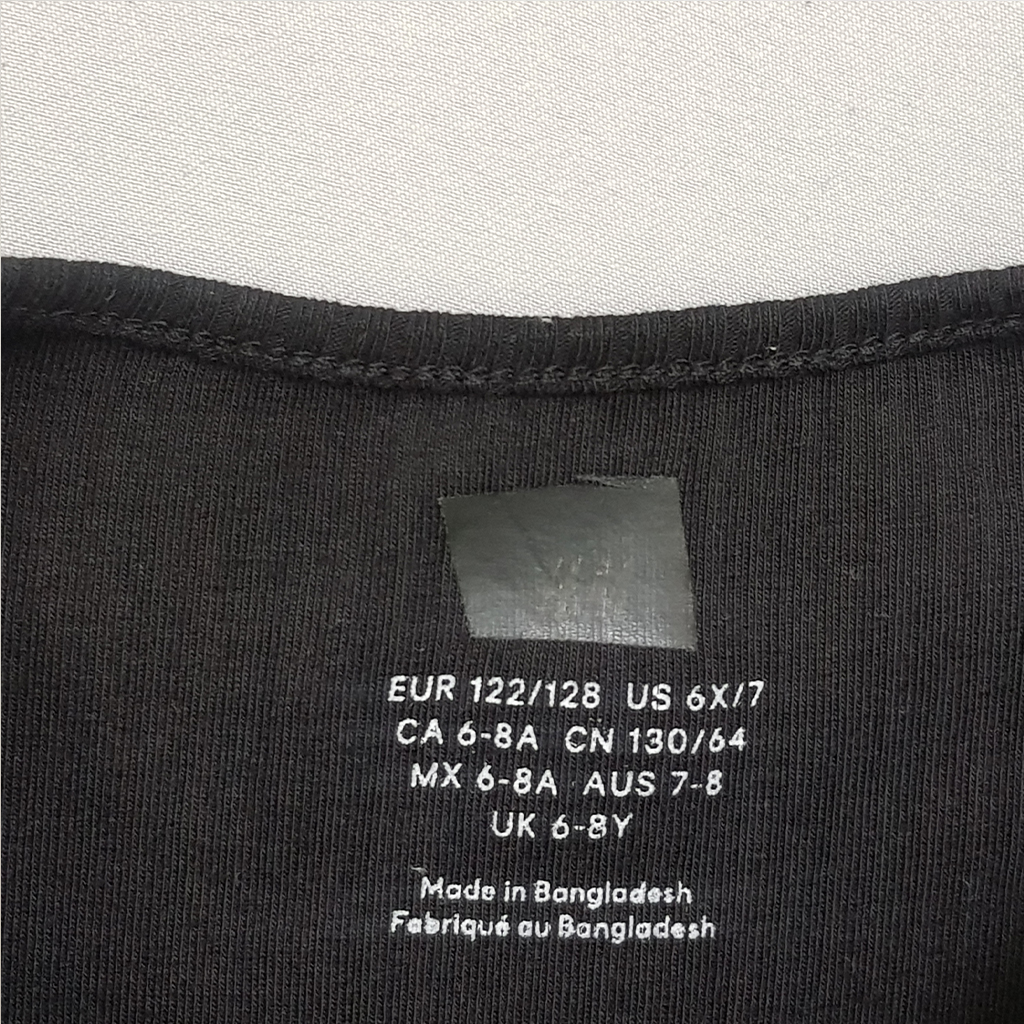 EUR 122/128 US 6X/7
CA 6-8A CN 130/64
MX 6-8A AUS 7-8
UK 6-8Y
Made in Bangladesh
Fabriqué au Bangladesh